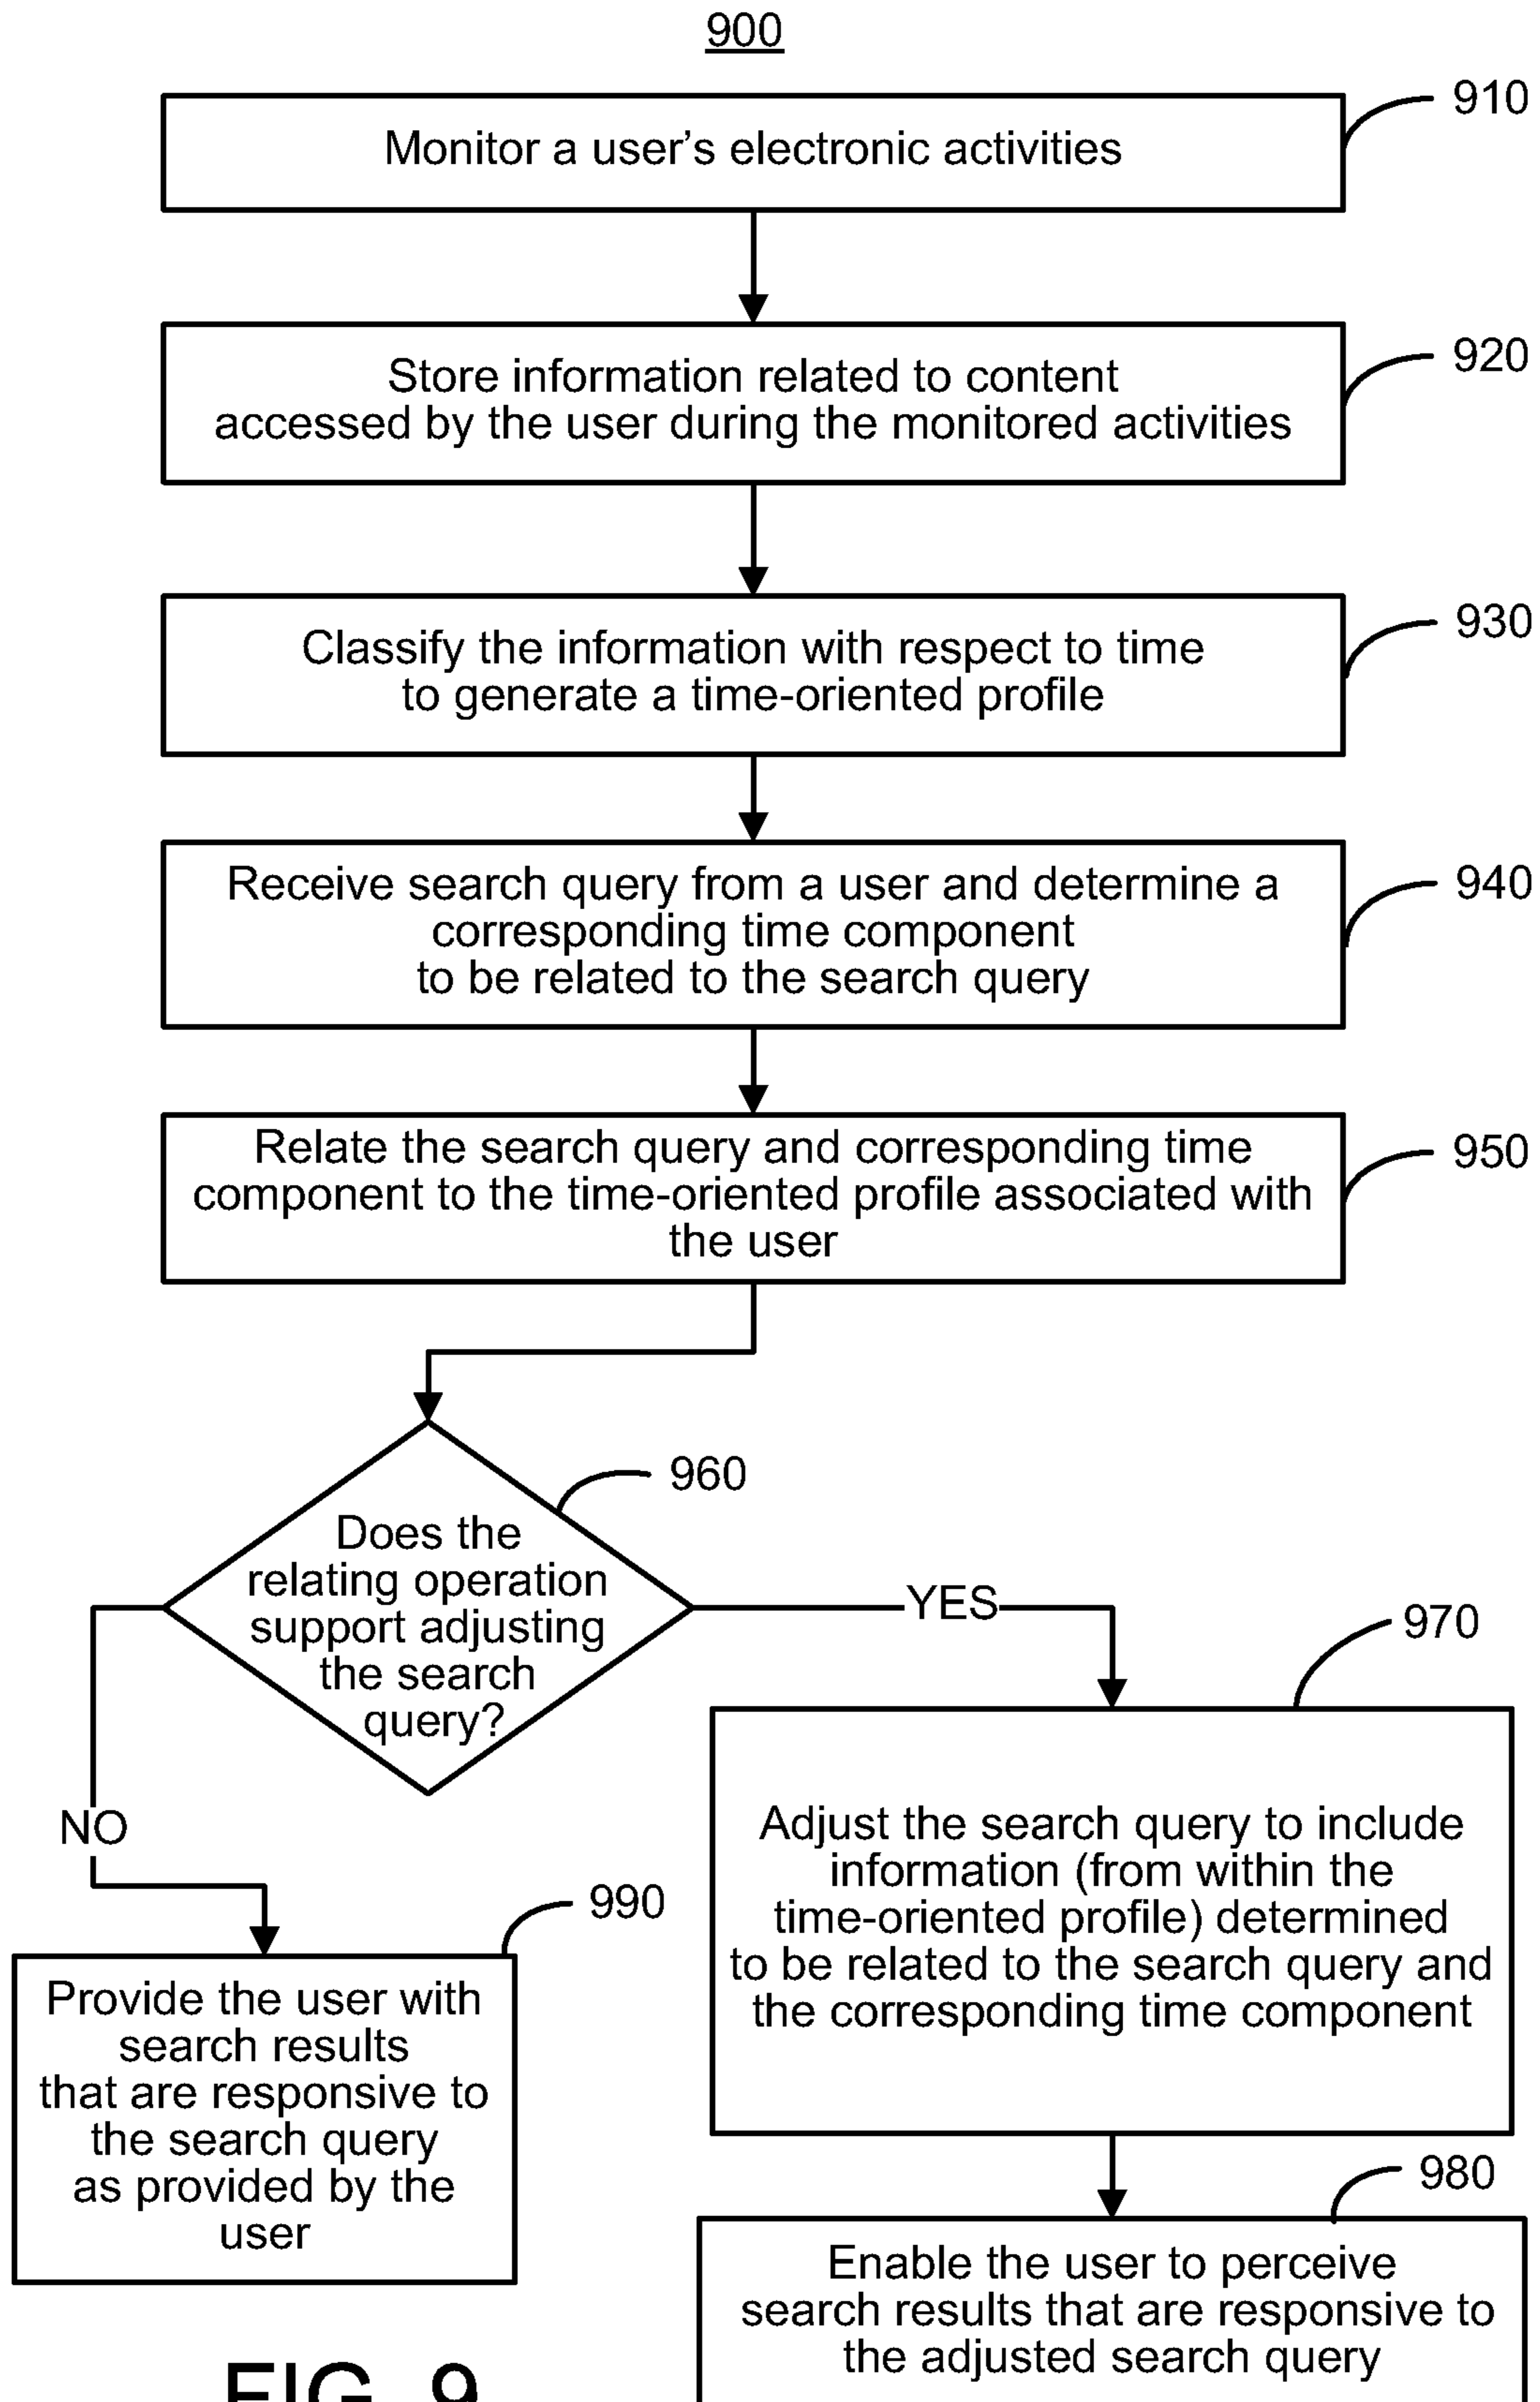 900
910
Monitor a user's electronic activities
920
Store information related to content
accessed by the user during the monitored activities
930
Classify the information with respect to time
to generate a time-oriented profile
940
Receive search query from a user and determine a
corresponding time component
to be related to the search query
950
Relate the search query and corresponding time
component to the time-oriented profile associated with
the user
960
Does the
relating operation
support adjusting
the search
query?
YES
NO
970
Adjust the search query to include
information (from within the
time-oriented profile) determined
to be related to the search query and
the corresponding time component
990
Provide the user with
search results
that are responsive to
the search query
as provided by the
user
980
Enable the user to perceive
search results that are responsive to
the adjusted search query
FIG. 9